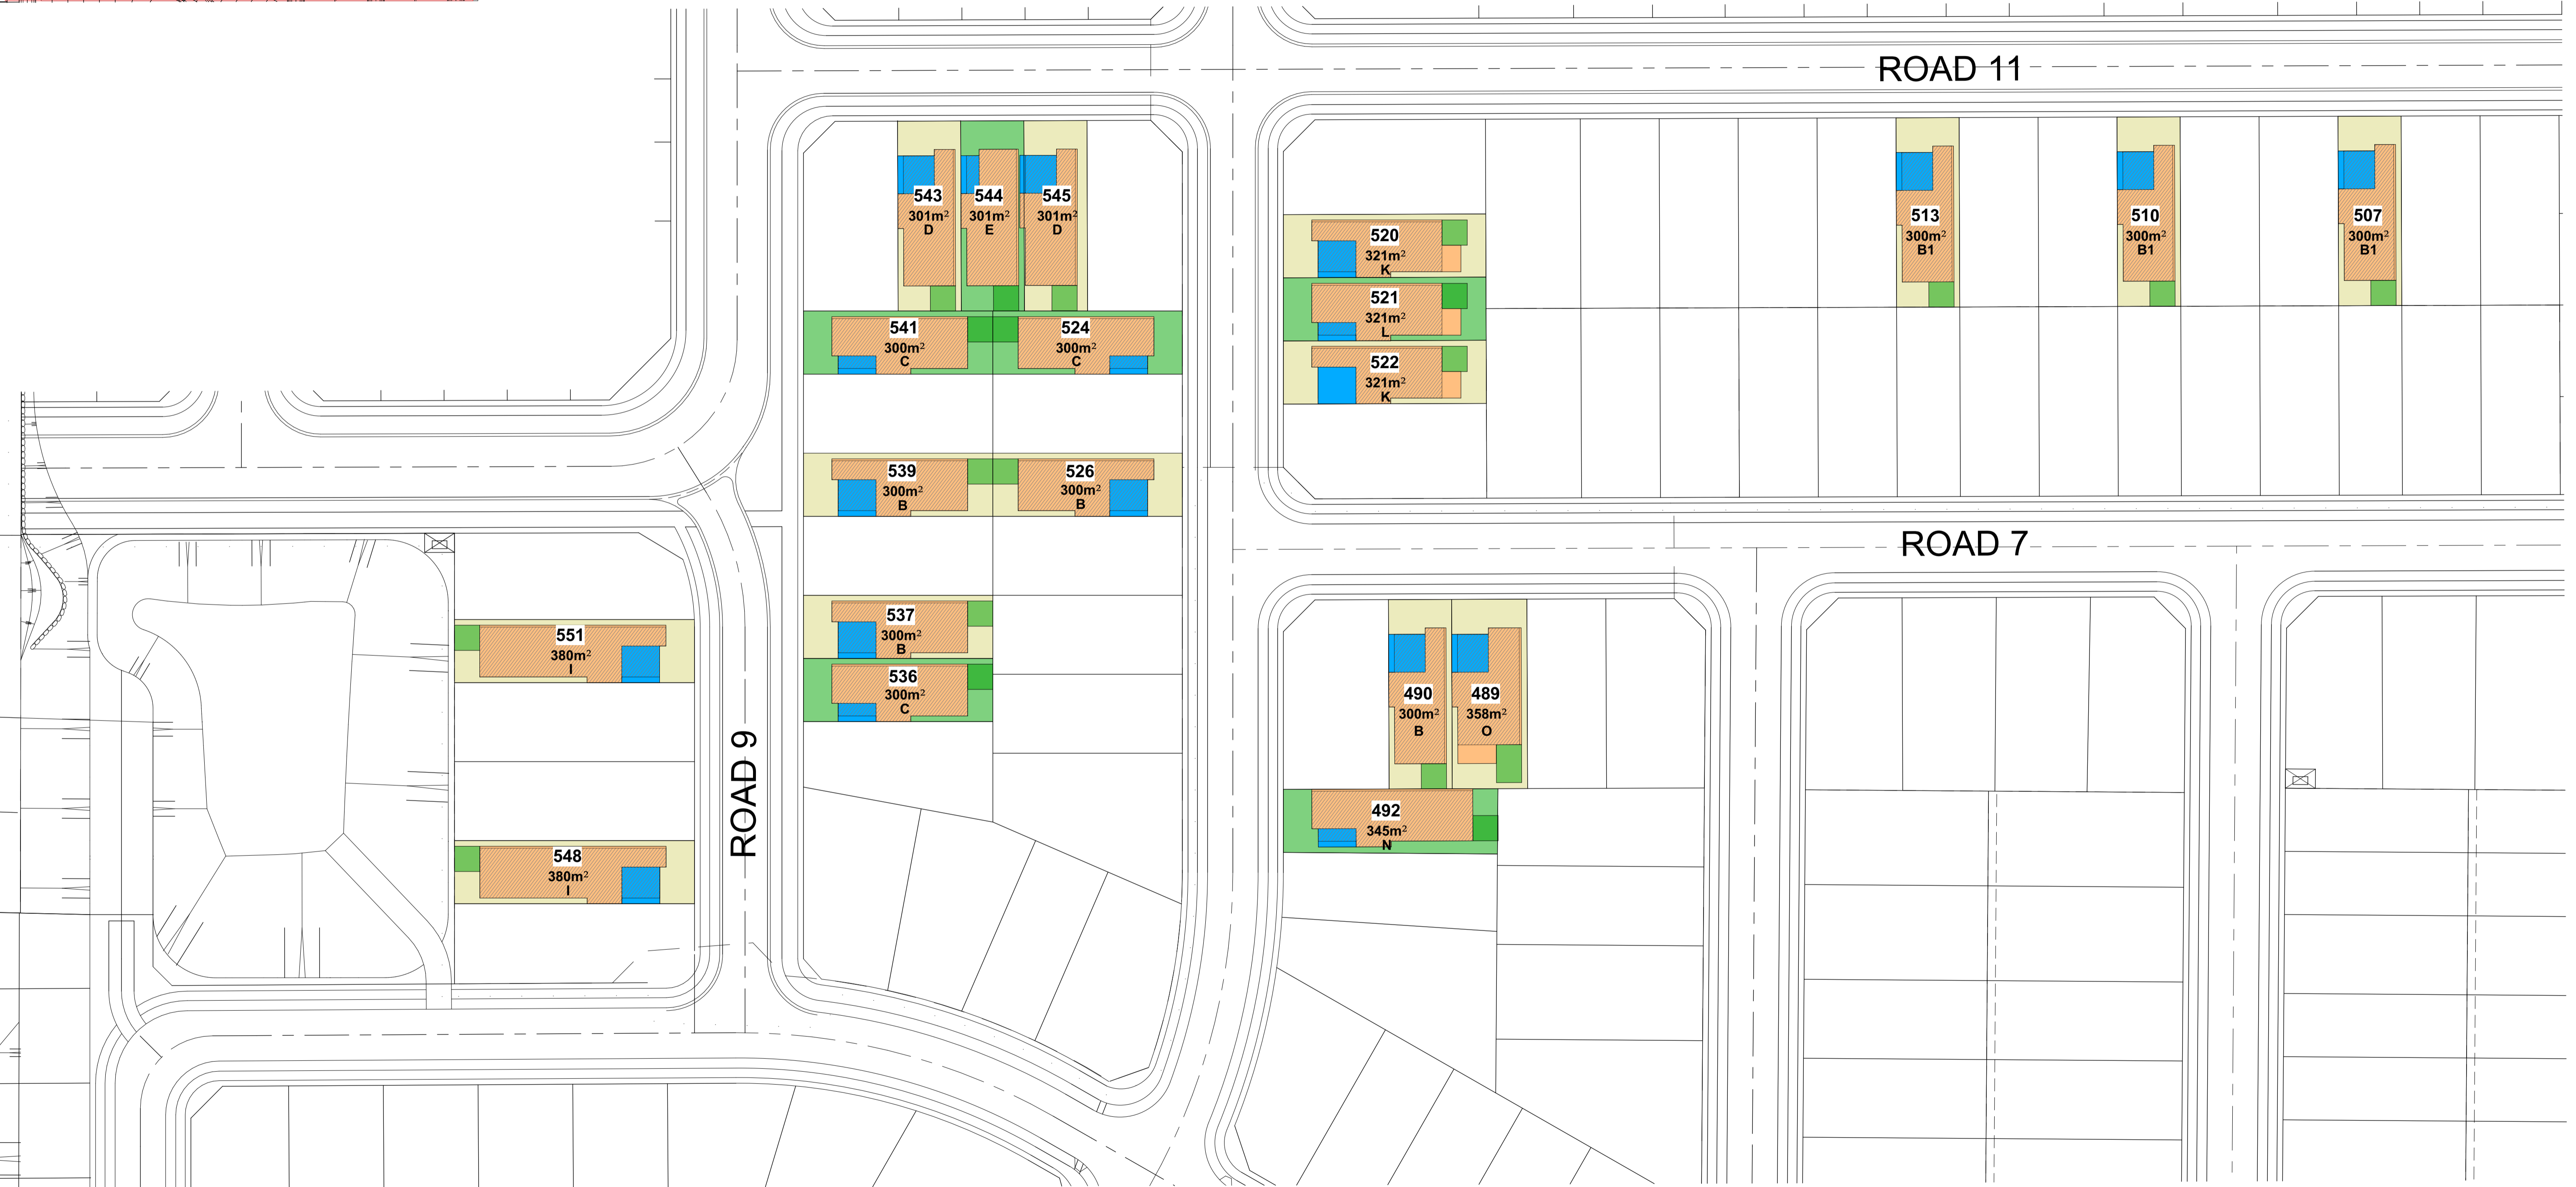 ROAD 11
543
301m²
D
544
301m²
E
545
301m²
D
513
300m²
B1
510
300m²
B1
507
300m²
B1
520
321m²
K
521
321m²
L
522
321m²
K
541
300m²
C
524
300m²
C
539
300m²
B
526
300m²
B
ROAD 7
551
380m²
I
537
300m²
B
536
300m²
C
490
300m²
B
489
358m²
O
ROAD 9
492
345m²
N
548
380m²
I